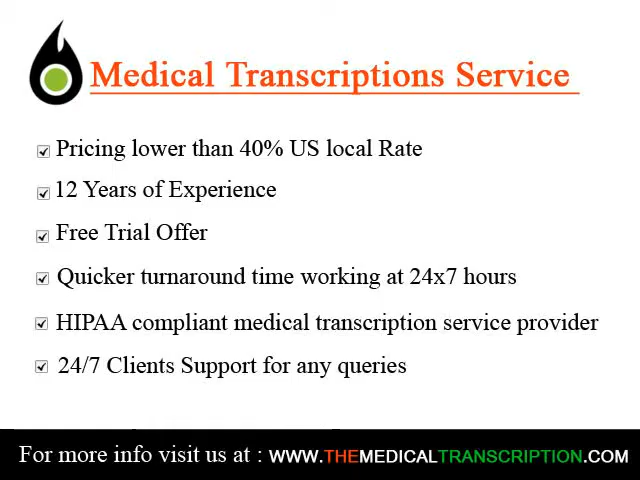 Medical Transcriptions Service
Pricing lower than 40% US local Rate
12 Years of Experience
Free Trial Offer
Quicker turnaround time working at 24x7 hours
HIPAA compliant medical transcription service provider
24/7 Clients Support for any queries
For more info visit us at : WWW.THEMEDICALTRANSCRIPTION.COM